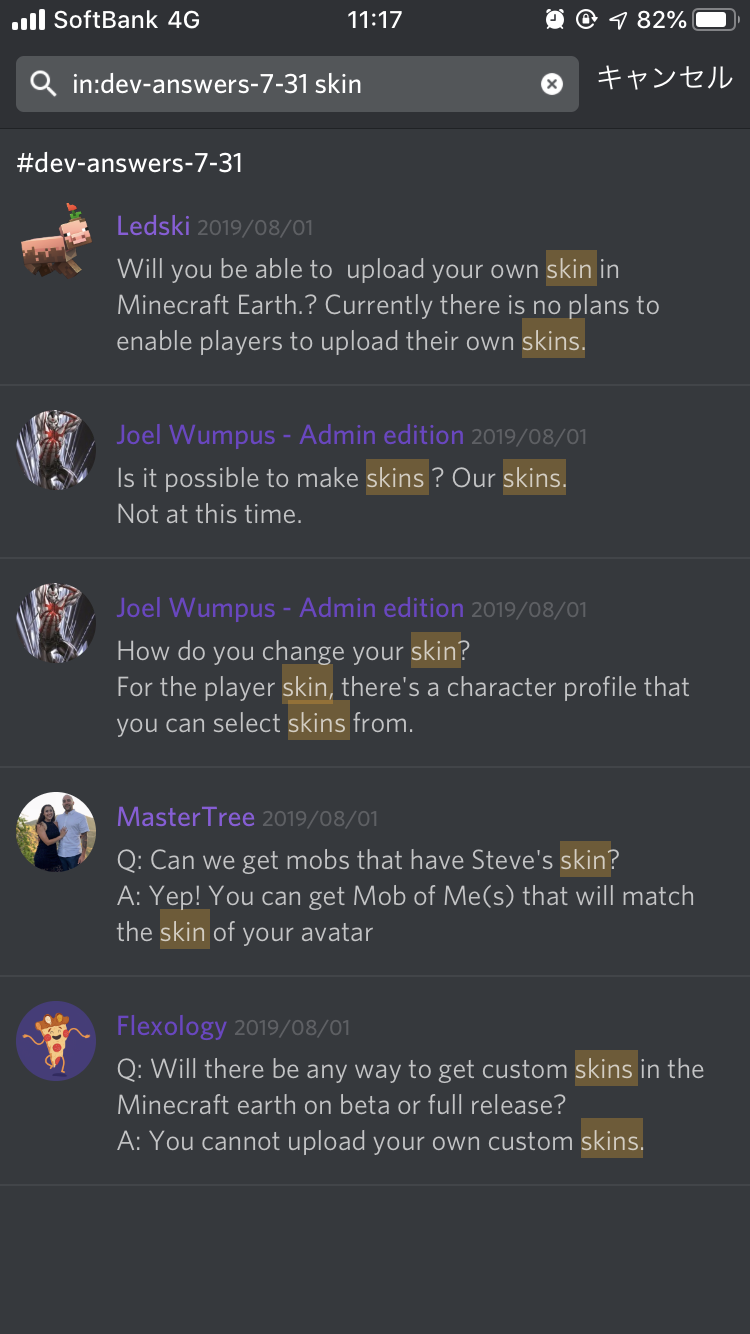 SoftBank 4G 11:17 82%
in:dev-answers-7-31 skin キャンセル
#dev-answers-7-31
Ledski 2019/08/01
Will you be able to  upload your own skin in
Minecraft Earth.? Currently there is no plans to
enable players to upload their own skins.
Joel Wumpus - Admin edition 2019/08/01
Is it possible to make skins ? Our skins.
Not at this time.
Joel Wumpus - Admin edition 2019/08/01
How do you change your skin?
For the player skin, there's a character profile that
you can select skins from.
MasterTree 2019/08/01
Q: Can we get mobs that have Steve's skin?
A: Yep! You can get Mob of Me(s) that will match
the skin of your avatar
Flexology 2019/08/01
Q: Will there be any way to get custom skins in the
Minecraft earth on beta or full release?
A: You cannot upload your own custom skins.